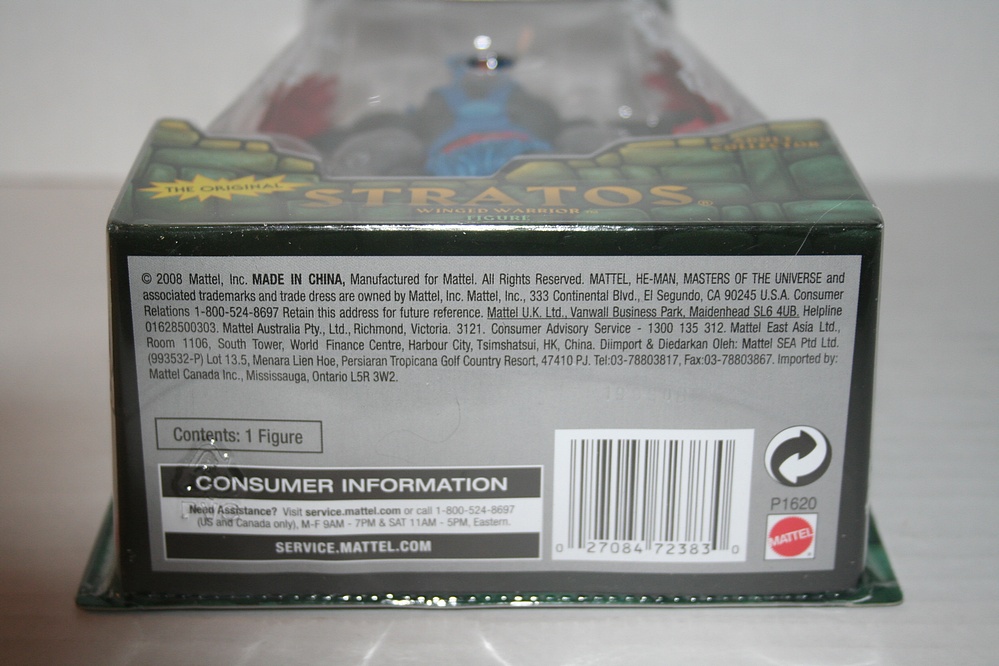 THE ORIGINAL
ADULT
COLLECTOR
STRATOS®
WINGED WARRIOR™
FIGURE
© 2008 Mattel, Inc. MADE IN CHINA, Manufactured for Mattel. All Rights Reserved. MATTEL, HE-MAN, MASTERS OF THE UNIVERSE and
associated trademarks and trade dress are owned by Mattel, Inc. Mattel, Inc., 333 Continental Blvd., El Segundo, CA 90245 U.S.A. Consumer
Relations 1-800-524-8697 Retain this address for future reference. Mattel U.K. Ltd., Vanwall Business Park, Maidenhead SL6 4UB. Helpline
01628500303. Mattel Australia Pty., Ltd., Richmond, Victoria. 3121. Consumer Advisory Service - 1300 135 312. Mattel East Asia Ltd.,
Room 1106, South Tower, World Finance Centre, Harbour City, Tsimshatsui, HK, China. Diimport & Diedarkan Oleh: Mattel SEA Ptd Ltd.
(993532-P) Lot 13.5, Menara Lien Hoe, Persiaran Tropicana Golf Country Resort, 47410 PJ. Tel:03-78803817, Fax:03-78803867. Imported by:
Mattel Canada Inc., Mississauga, Ontario L5R 3W2.
Contents: 1 Figure
CONSUMER INFORMATION
Need Assistance? Visit service.mattel.com or call 1-800-524-8697
(US and Canada only), M-F 9AM - 7PM & SAT 11AM - 5PM, Eastern.
SERVICE.MATTEL.COM
0 27084 72383 0
P1620
MATTEL